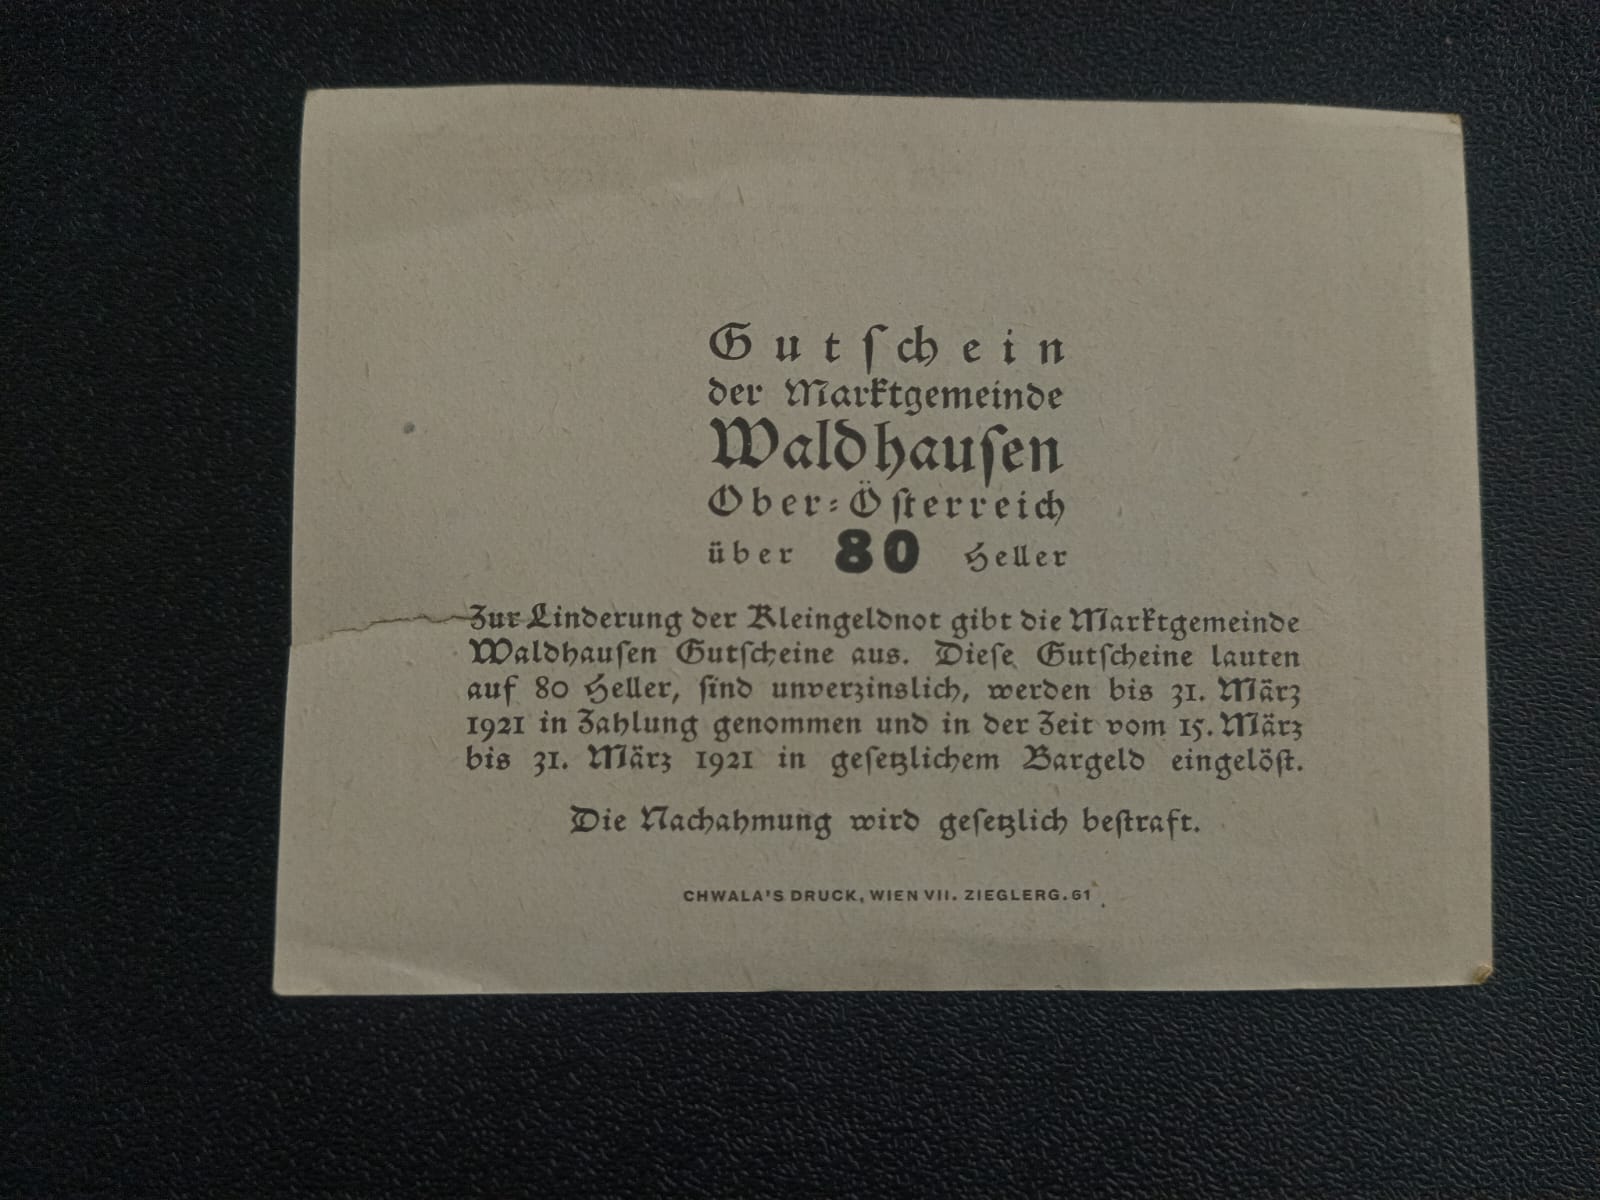 Gutſchein
der Marktgemeinde
Waldhauſen
Ober-Öſterreich
über 80 Heller
Zur Linderung der Kleingeldnot gibt die Marktgemeinde
Waldhauſen Gutſcheine aus. Dieſe Gutſcheine lauten
auf 80 Heller, ſind unverzinslich, werden bis 31. März
1921 in Zahlung genommen und in der Zeit vom 15. März
bis 31. März 1921 in geſetzlichem Bargeld eingelöſt.
Die Nachahmung wird geſetzlich beſtraft.
CHWALA'S DRUCK, WIEN VII. ZIEGLERG. 61